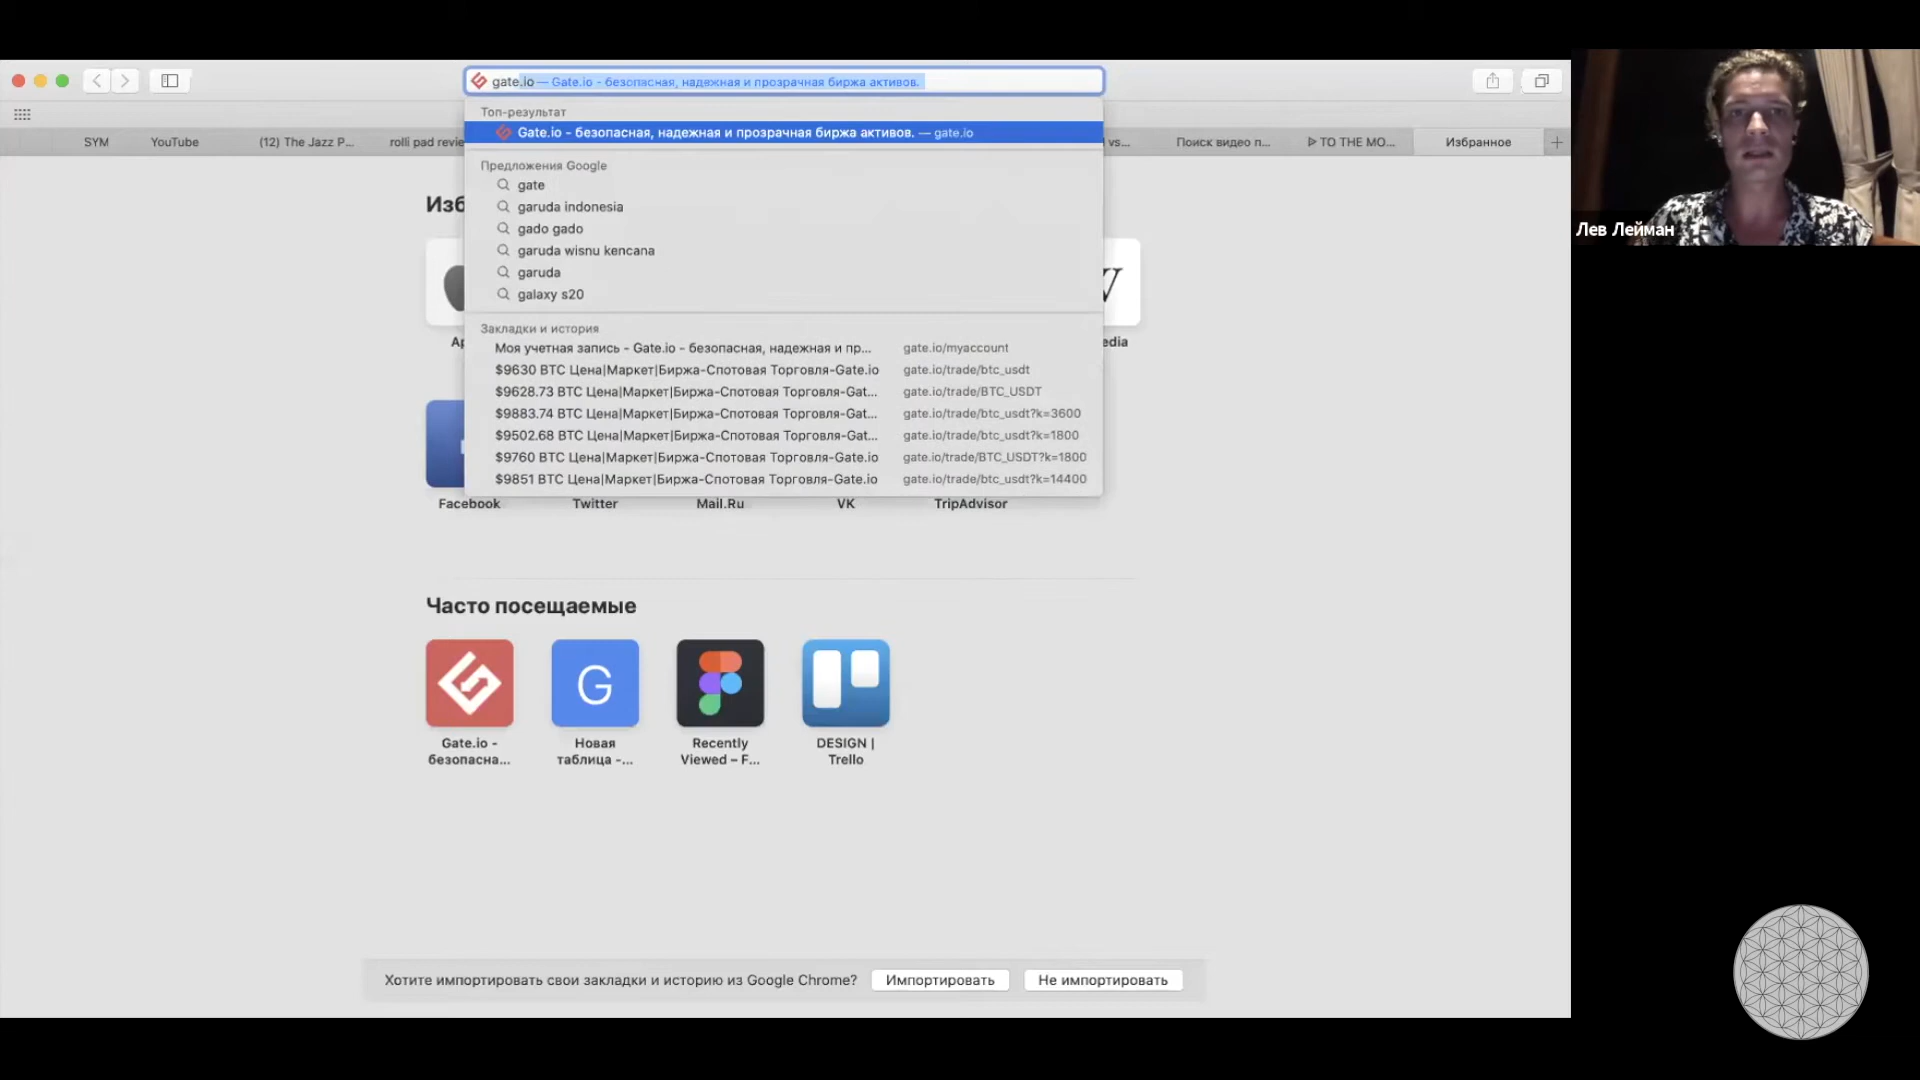 gate.io — Gate.io - безопасная, надежная и прозрачная биржа активов.
Топ-результат
Gate.io - безопасная, надежная и прозрачная биржа активов. — gate.io
SYM
YouTube
(12) The Jazz P...
rolli pad revie
vs...
Поиск видео п...
TO THE MO...
Избранное
Лев Лейман
Предложения Google
gate
garuda indonesia
gado gado
garuda wisnu kencana
garuda
galaxy s20
Закладки и история
Моя учетная запись - Gate.io - безопасная, надежная и пр... gate.io/myaccount
$9630 BTC Цена|Маркет|Биржа-Спотовая Торговля-Gate.io gate.io/trade/btc_usdt
$9628.73 BTC Цена|Маркет|Биржа-Спотовая Торговля-Gat... gate.io/trade/BTC_USDT
$9883.74 BTC Цена|Маркет|Биржа-Спотовая Торговля-Gat... gate.io/trade/btc_usdt?k=3600
$9502.68 BTC Цена|Маркет|Биржа-Спотовая Торговля-Gat... gate.io/trade/btc_usdt?k=1800
$9760 BTC Цена|Маркет|Биржа-Спотовая Торговля-Gate.io gate.io/trade/BTC_USDT?k=1800
$9851 BTC Цена|Маркет|Биржа-Спотовая Торговля-Gate.io gate.io/trade/btc_usdt?k=14400
Изб
Ap
edia
Facebook
Twitter
Mail.Ru
VK
TripAdvisor
Часто посещаемые
G
Gate.io -
безопасна...
Новая
таблица -...
Recently
Viewed – F...
DESIGN |
Trello
Хотите импортировать свои закладки и историю из Google Chrome?
Импортировать
Не импортировать